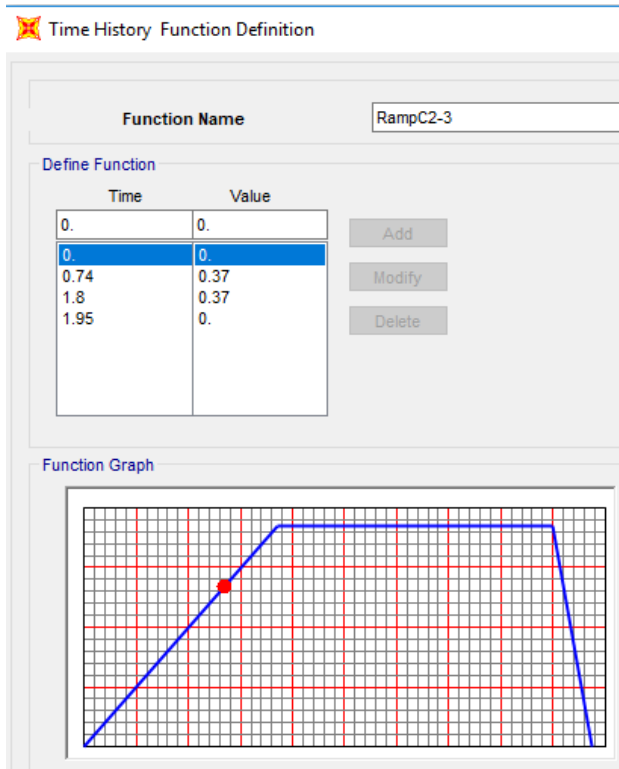 Time History Function Definition
Function Name RampC2-3
Define Function
Time Value
0. 0. Add
0. 0.
0.74 0.37 Modify
1.8 0.37
1.95 0. Delete
Function Graph